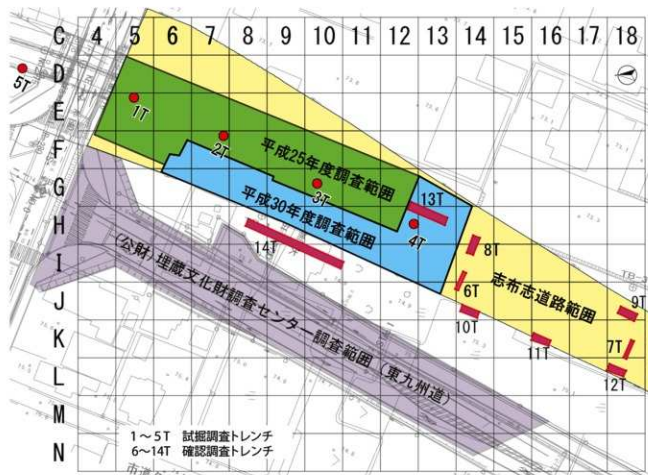 C 4 5 6 7 8 9 10 11 12 13 14 15 16 17 18
D
E
F
G
H
I
J
K
L
M
N
5T
1T
2T
3T
4T
平成25年度調査範囲
平成30年度調査範囲
13T
14T
8T
6T
10T
志布志道路範囲
9T
7T
11T
12T
(公財)埋蔵文化財調査センター調査範囲(東九州道)
1~5T 試掘調査トレンチ
6~14T 確認調査トレンチ